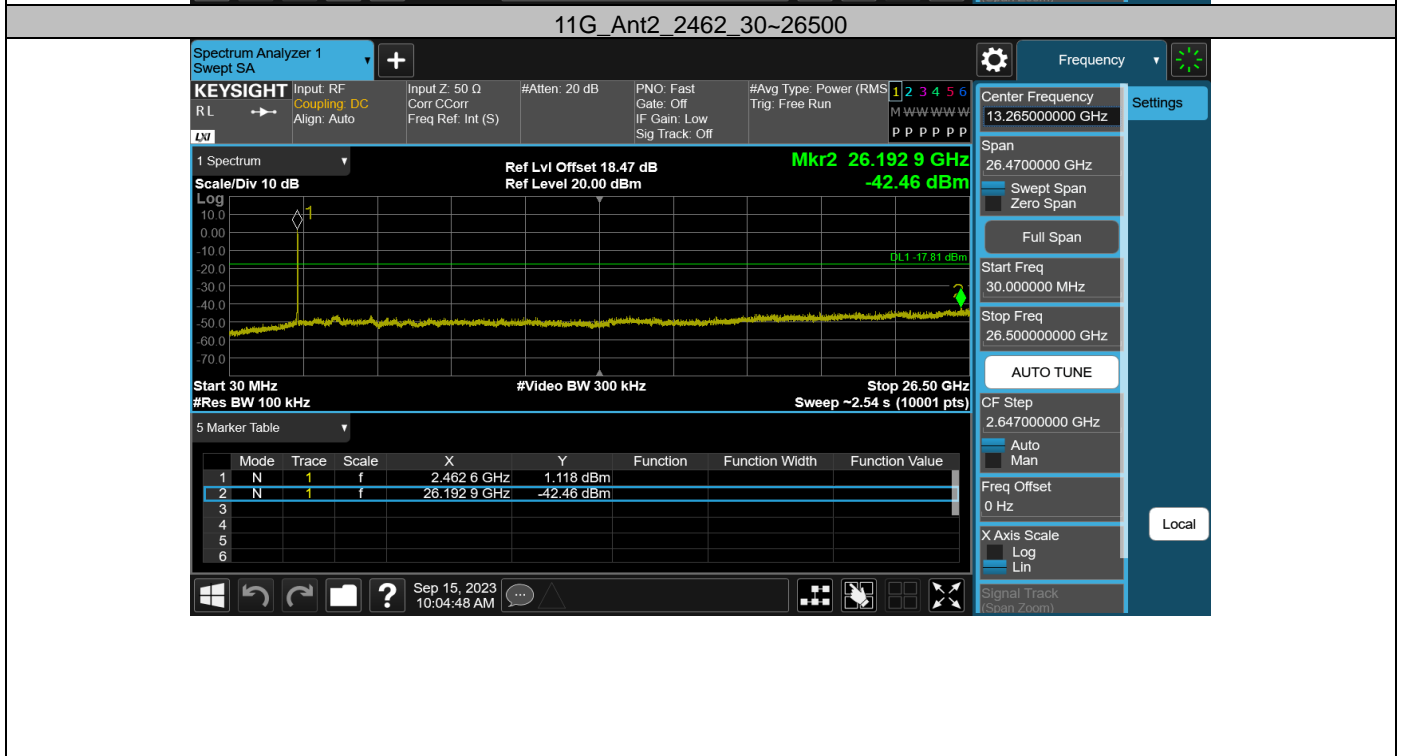 11G_Ant2_2462_30~26500
Spectrum Analyzer 1
Swept SA
Frequency
KEYSIGHT
RL
LXI
Input: RF
Coupling: DC
Align: Auto
Input Z: 50 Ω
Corr CCorr
Freq Ref: Int (S)
#Atten: 20 dB
PNO: Fast
Gate: Off
IF Gain: Low
Sig Track: Off
#Avg Type: Power (RMS
Trig: Free Run
1 2 3 4 5 6
M W W W W W
P P P P P P
1 Spectrum
Scale/Div 10 dB
Ref Lvl Offset 18.47 dB
Ref Level 20.00 dBm
Mkr2 26.192 9 GHz
-42.46 dBm
Log
10.0
0.00
-10.0
-20.0
-30.0
-40.0
-50.0
-60.0
-70.0
1
2
DL1 -17.81 dBm
Start 30 MHz
#Video BW 300 kHz
Stop 26.50 GHz
#Res BW 100 kHz
Sweep ~2.54 s (10001 pts)
5 Marker Table
Mode Trace Scale X Y Function Function Width Function Value
1 N 1 f 2.462 6 GHz 1.118 dBm
2 N 1 f 26.192 9 GHz -42.46 dBm
3
4
5
6
Sep 15, 2023
10:04:48 AM
Center Frequency
13.265000000 GHz
Settings
Span
26.4700000 GHz
Swept Span
Zero Span
Full Span
Start Freq
30.000000 MHz
Stop Freq
26.500000000 GHz
AUTO TUNE
CF Step
2.647000000 GHz
Auto
Man
Freq Offset
0 Hz
Local
X Axis Scale
Log
Lin
Signal Track
(Span Zoom)